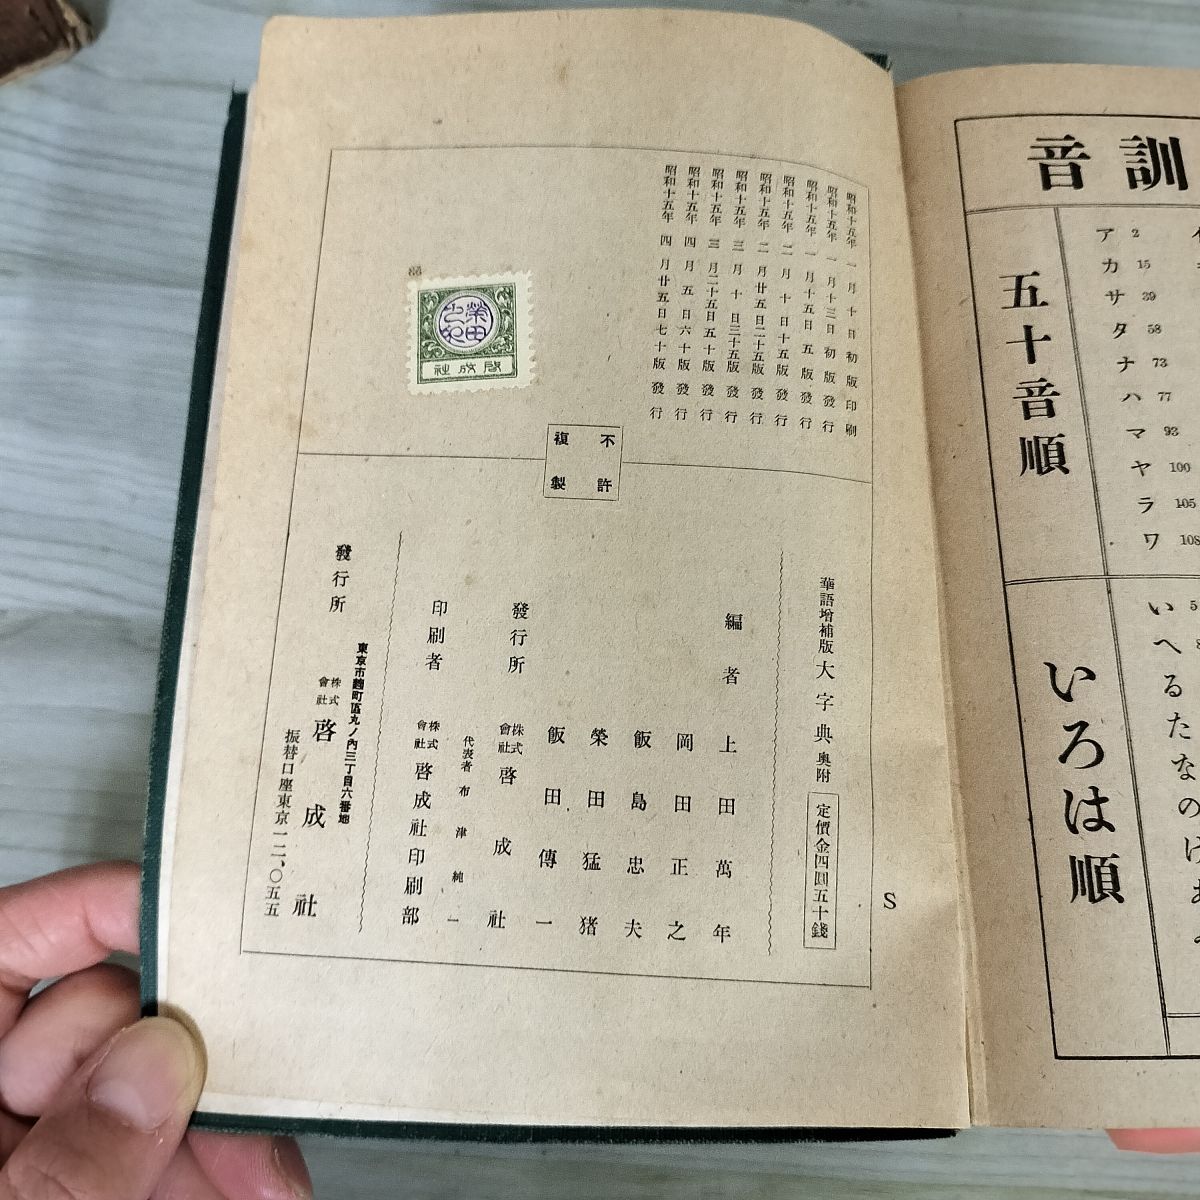 昭和十五年一月十日初版印刷
昭和十五年一月十三日初版發行
昭和十五年一月十五日五版發行
昭和十五年二月十日十五版發行
昭和十五年二月廿五日二十五版發行
昭和十五年三月十日三十五版發行
昭和十五年三月二十五日五十版發行
昭和十五年四月五日六十版發行
昭和十五年四月廿五日七十版發行
榮田
啓成社
不許
複製
華語增補版 大字典 奧附
定價金四圓五十錢
編者 上田萬年
岡田正之
飯島忠夫
榮田猛猪
飯田傳一
發行所 株式會社 啓成社
代表者 布津純一
印刷者 株式會社 啓成社印刷部
東京市麴町區丸ノ內三丁目六番地
發行所 株式會社 啓成社
振替口座東京一二、〇五五
S
音訓
五十音順
ア 2
カ 15
サ 39
タ 58
ナ 73
ハ 77
マ 93
ヤ 100
ラ 105
ワ 108
いろは順
い 5
へ
る
た
な
の
け
あ